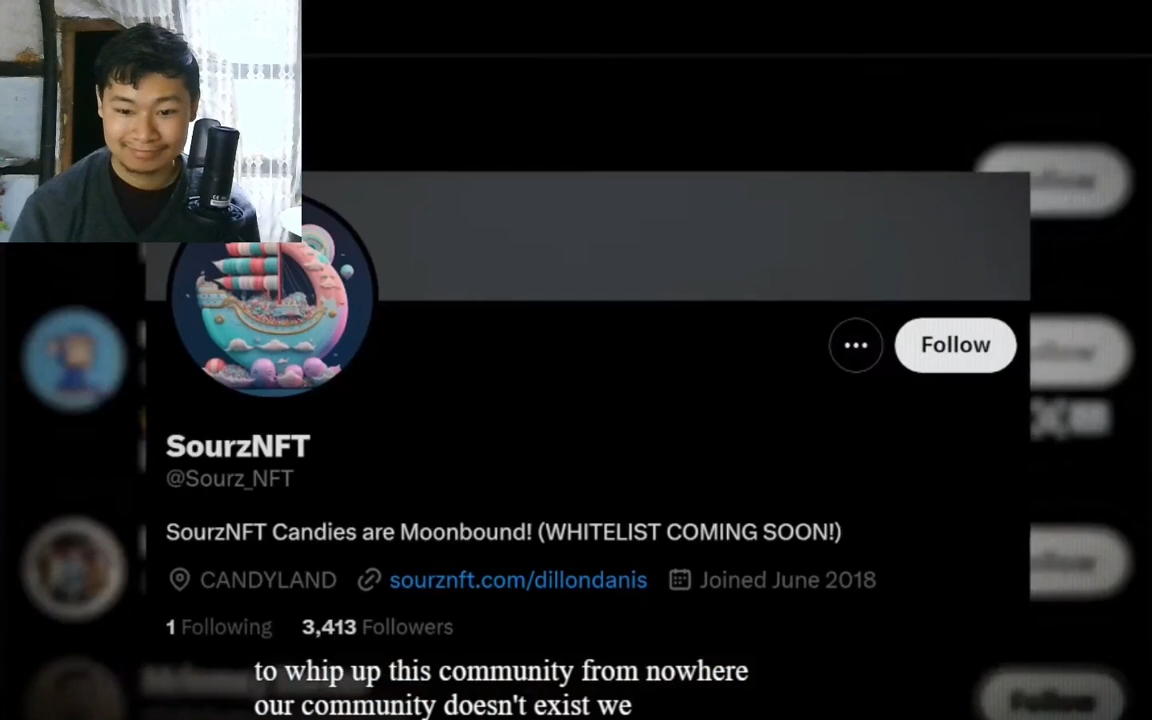 Follow
SourzNFT
@Sourz_NFT
SourzNFT Candies are Moonbound! (WHITELIST COMING SOON!)
CANDYLAND sourznft.com/dillondanis Joined June 2018
1 Following 3,413 Followers
to whip up this community from nowhere
our community doesn't exist we